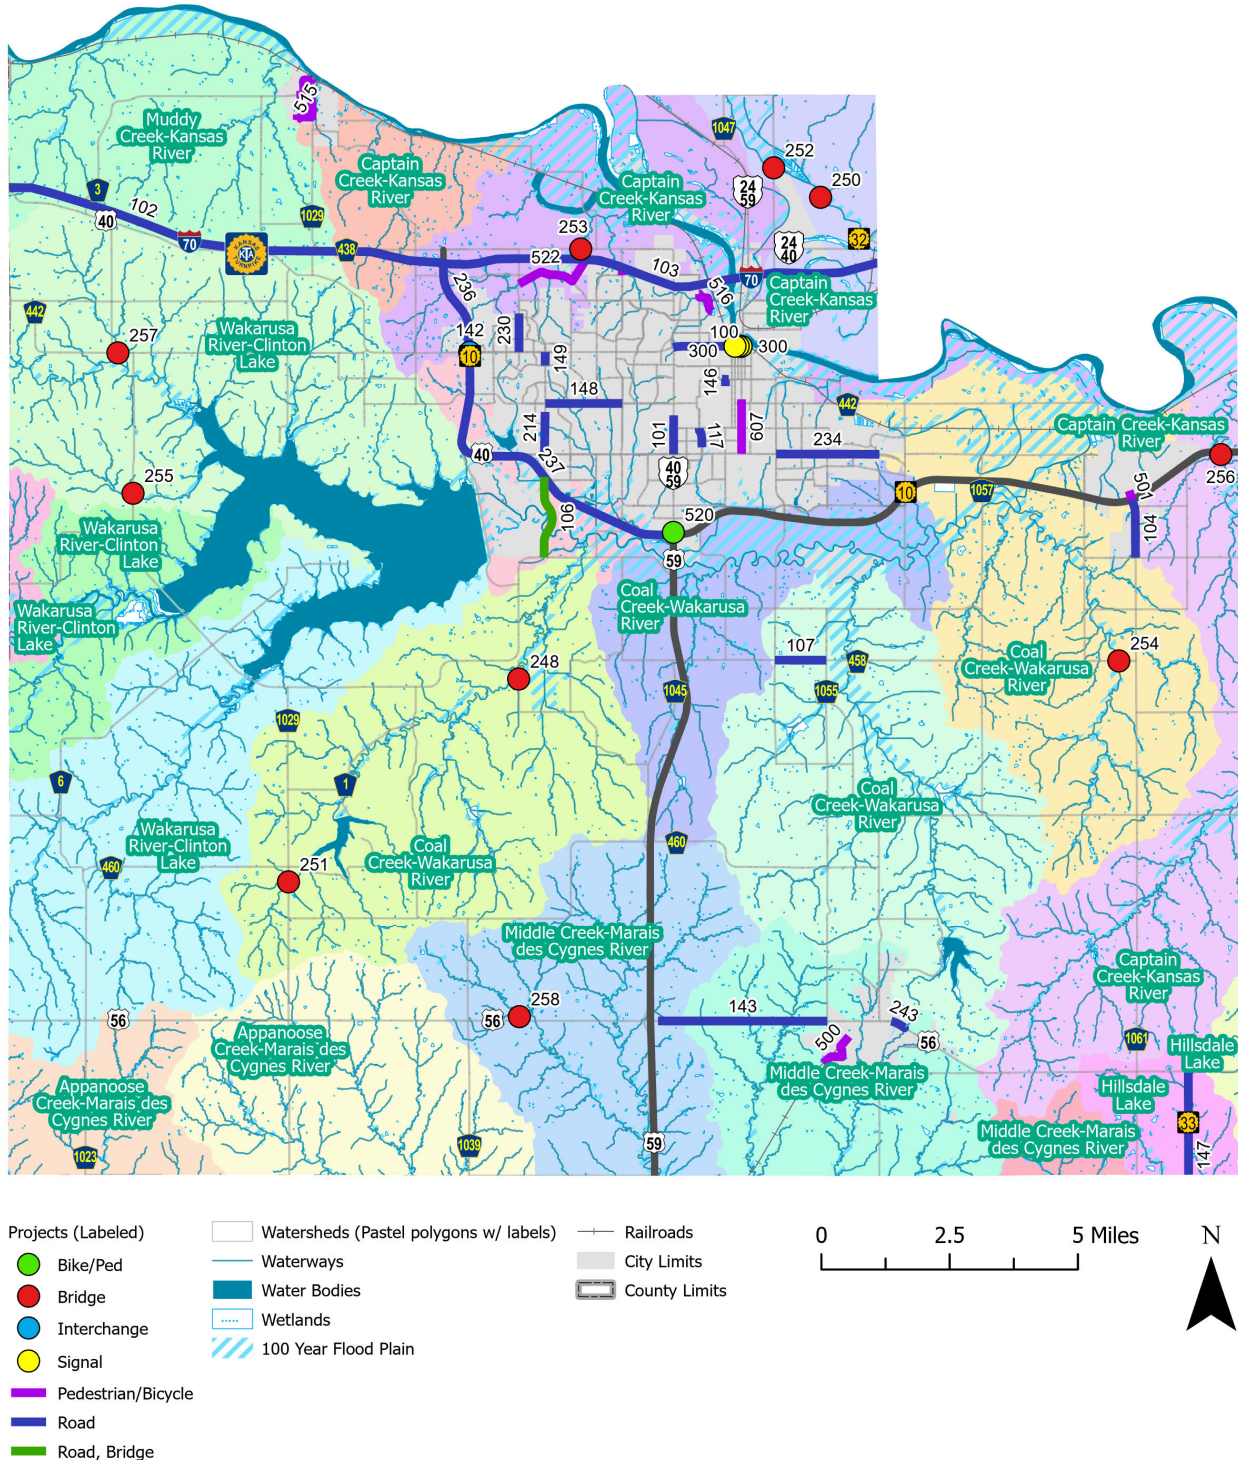 515
Muddy
Creek-Kansas
River
1047
252
Captain
Creek-Kansas
River
Captain
Creek-Kansas
River
24
59
250
3
102
40
1029
253
24
40
32
70
KANSAS
KTA
TURNPIKE
438
522
103
70
236
516
Captain
Creek-Kansas
River
442
257
Wakarusa
River-Clinton
Lake
142
10
230
149
100
300
300
146
148
442
214
101
117
607
234
Captain Creek-Kansas
River
40
237
40
59
256
255
10
1057
501
106
520
104
59
Wakarusa
River-Clinton
Lake
Wakarusa
River-Clinton
Lake
Coal
Creek-Wakarusa
River
107
458
254
Coal
Creek-Wakarusa
River
248
1045
1055
1029
6
1
Coal
Creek-Wakarusa
River
Wakarusa
River-Clinton
Lake
460
Coal
Creek-Wakarusa
River
460
251
Middle Creek-Marais
des Cygnes River
Captain
Creek-Kansas
River
56
56
258
143
243
500
56
1061
Hillsdale
Lake
Appanoose
Creek-Marais des
Cygnes River
Middle Creek-Marais
des Cygnes River
Appanoose
Creek-Marais des
Cygnes River
Hillsdale
Lake
33
1023
1039
59
Middle Creek-Marais
des Cygnes River
147
Projects (Labeled)
Bike/Ped
Bridge
Interchange
Signal
Pedestrian/Bicycle
Road
Road, Bridge
Watersheds (Pastel polygons w/ labels)
Waterways
Water Bodies
Wetlands
100 Year Flood Plain
Railroads
City Limits
County Limits
0 2.5 5 Miles
N